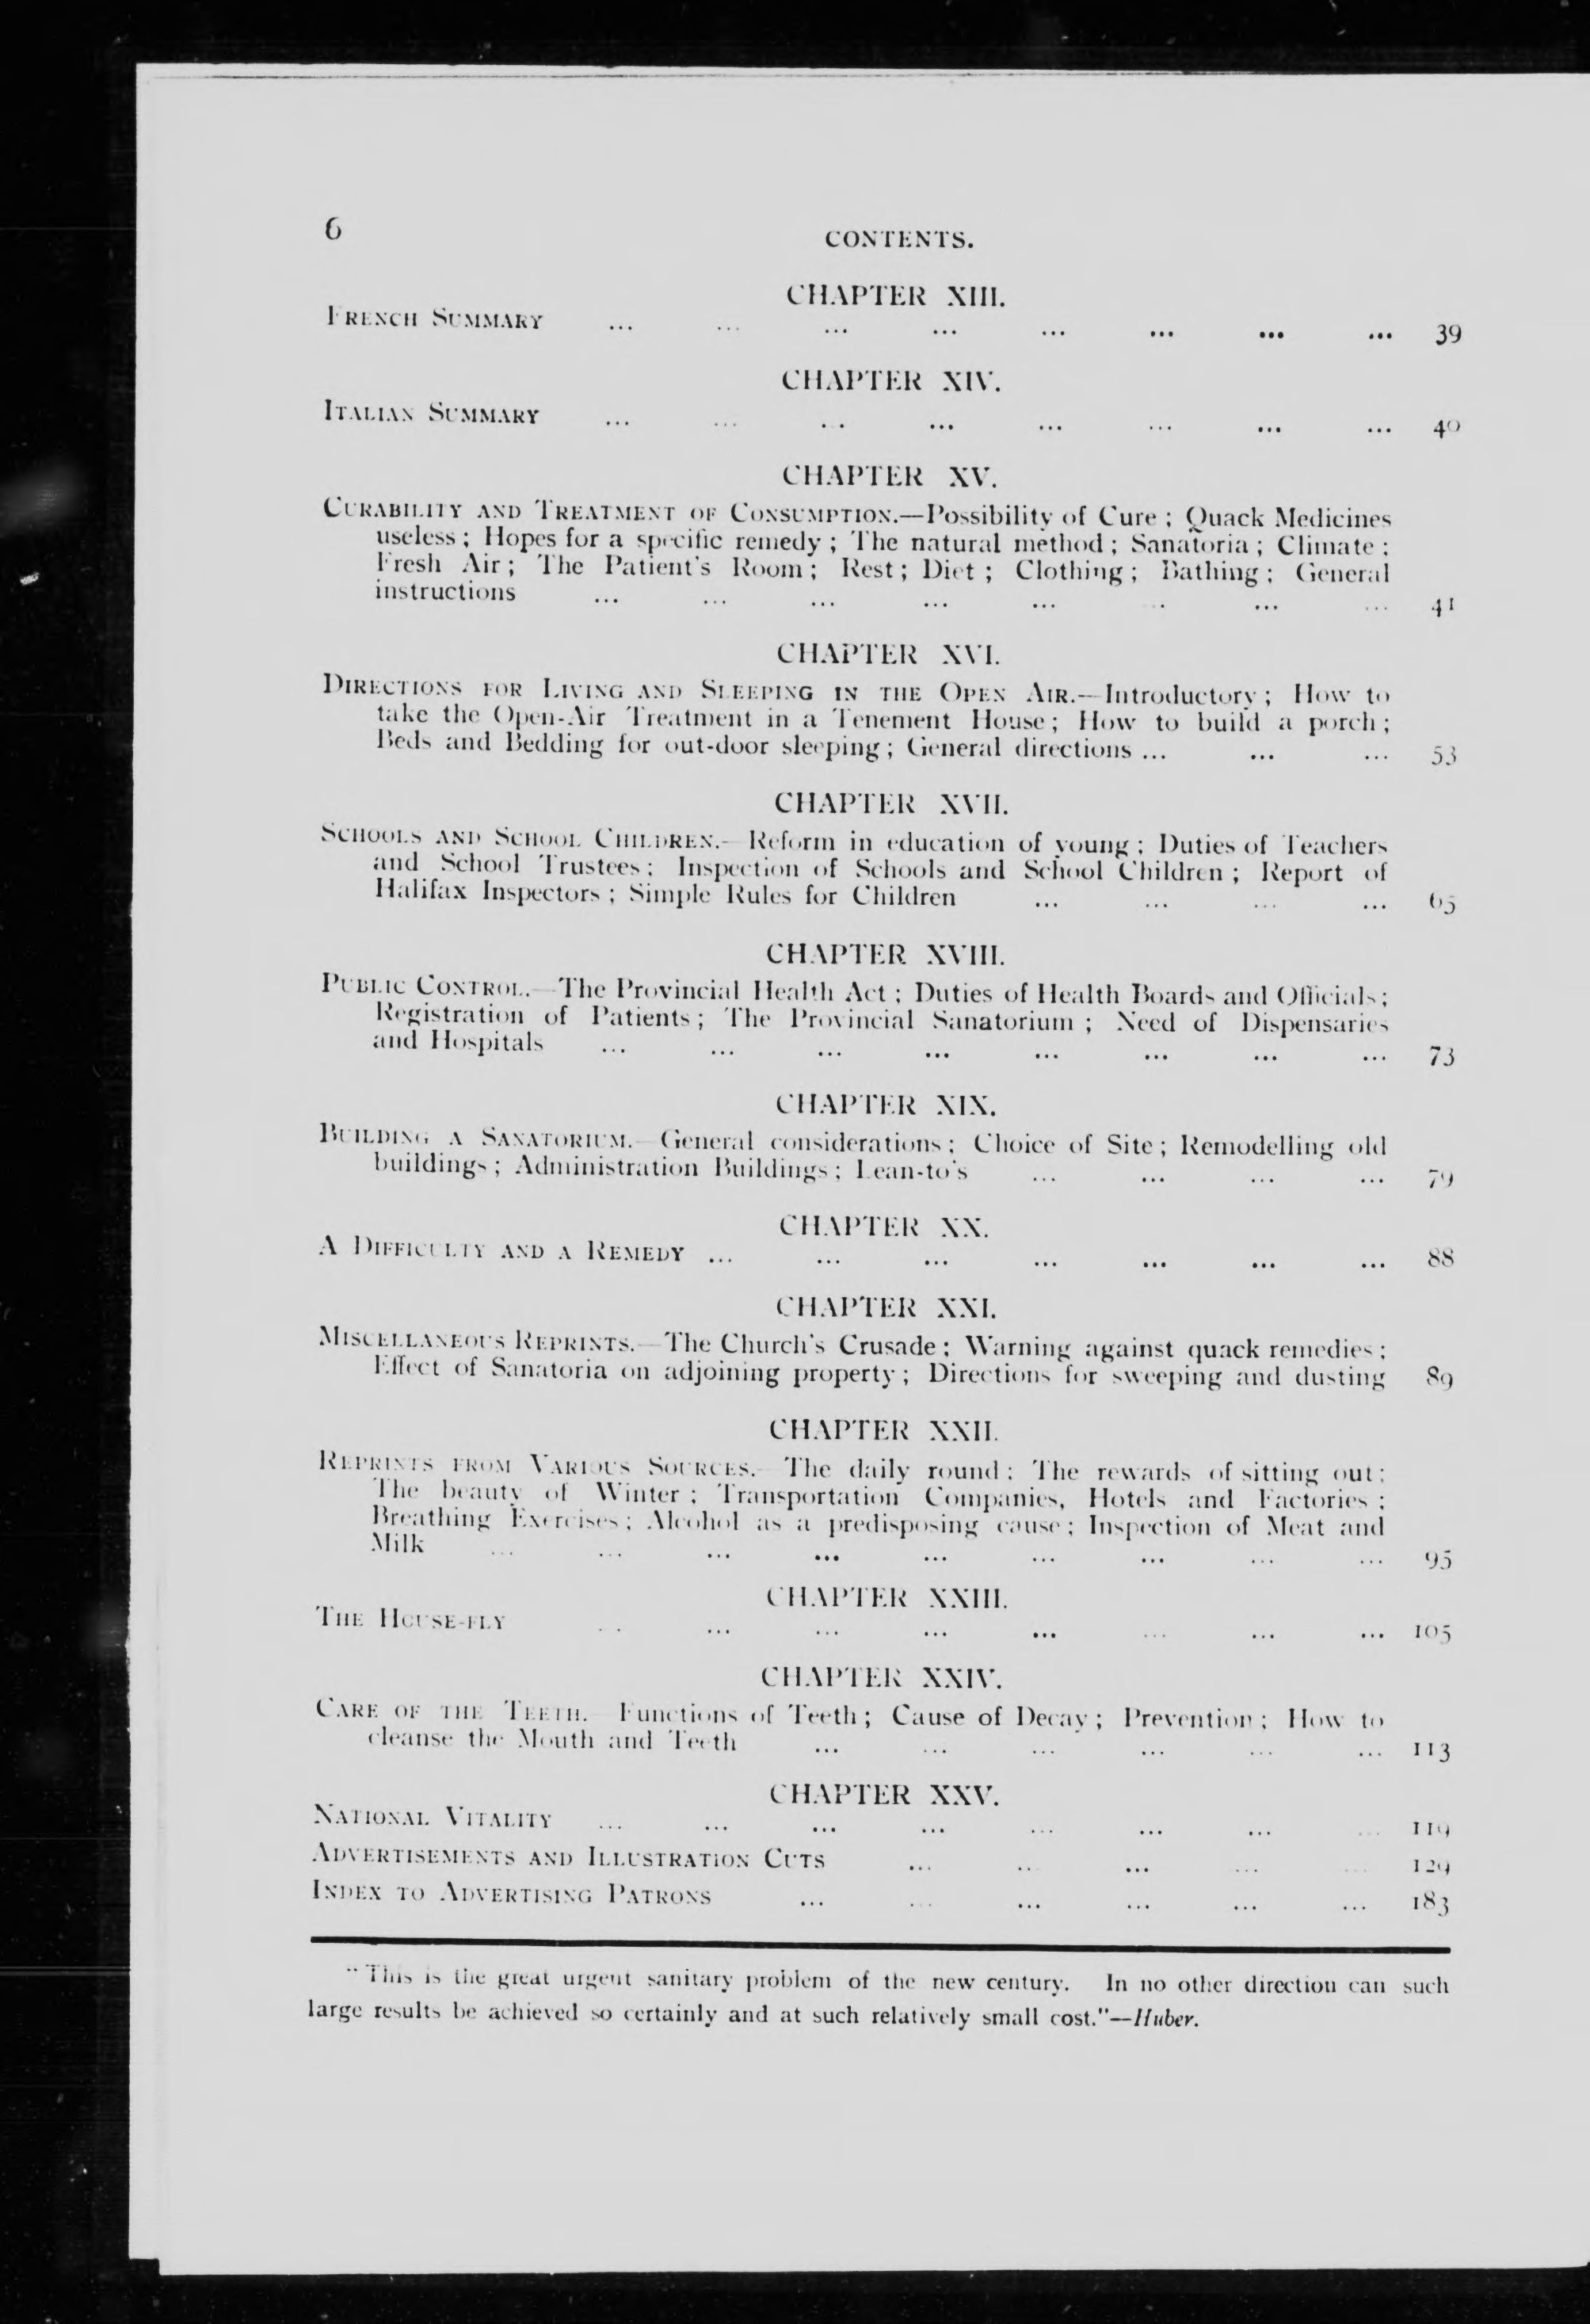 6
CONTENTS.
CHAPTER XIII.
French Summary ... ... ... ... ... ... ... ... 39
CHAPTER XIV.
Italian Summary ... ... ... ... ... ... ... ... 40
CHAPTER XV.
Curability and Treatment of Consumption.—Possibility of Cure ; Quack Medicines
useless ; Hopes for a specific remedy ; The natural method ; Sanatoria ; Climate ;
Fresh Air ; The Patient's Room ; Rest ; Diet ; Clothing ; Bathing ; General
instructions ... ... ... ... ... ... ... ... 41
CHAPTER XVI.
Directions for Living and Sleeping in the Open Air.—Introductory ; How to
take the Open-Air Treatment in a Tenement House ; How to build a porch ;
Beds and Bedding for out-door sleeping ; General directions ... ... ... 53
CHAPTER XVII.
Schools and School Children.—Reform in education of young ; Duties of Teachers
and School Trustees ; Inspection of Schools and School Children ; Report of
Halifax Inspectors ; Simple Rules for Children ... ... ... ... 65
CHAPTER XVIII.
Public Control.—The Provincial Health Act ; Duties of Health Boards and Officials ;
Registration of Patients ; The Provincial Sanatorium ; Need of Dispensaries
and Hospitals ... ... ... ... ... ... ... ... 73
CHAPTER XIX.
Building a Sanatorium.—General considerations ; Choice of Site ; Remodelling old
buildings ; Administration Buildings ; Lean-to's ... ... ... ... 79
CHAPTER XX.
A Difficulty and a Remedy ... ... ... ... ... ... ... 88
CHAPTER XXI.
Miscellaneous Reprints.—The Church's Crusade ; Warning against quack remedies ;
Effect of Sanatoria on adjoining property ; Directions for sweeping and dusting 89
CHAPTER XXII.
Reprints from Various Sources.—The daily round ; The rewards of sitting out ;
The beauty of Winter ; Transportation Companies, Hotels and Factories ;
Breathing Exercises ; Alcohol as a predisposing cause ; Inspection of Meat and
Milk ... ... ... ... ... ... ... ... ... 95
CHAPTER XXIII.
The House-fly ... ... ... ... ... ... ... ... 105
CHAPTER XXIV.
Care of the Teeth.—Functions of Teeth ; Cause of Decay ; Prevention ; How to
cleanse the Mouth and Teeth ... ... ... ... ... ... 113
CHAPTER XXV.
National Vitality ... ... ... ... ... ... ... ... 119
Advertisements and Illustration Cuts ... ... ... ... ... 129
Index to Advertising Patrons ... ... ... ... ... ... 183
"This is the great urgent sanitary problem of the new century. In no other direction can such
large results be achieved so certainly and at such relatively small cost."—Huber.